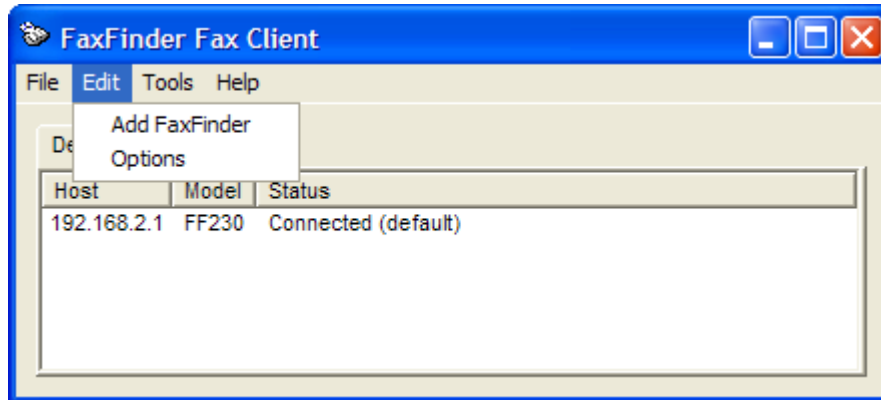 FaxFinder Fax Client
File Edit Tools Help
Add FaxFinder
Options
Host Model Status
192.168.2.1 FF230 Connected (default)